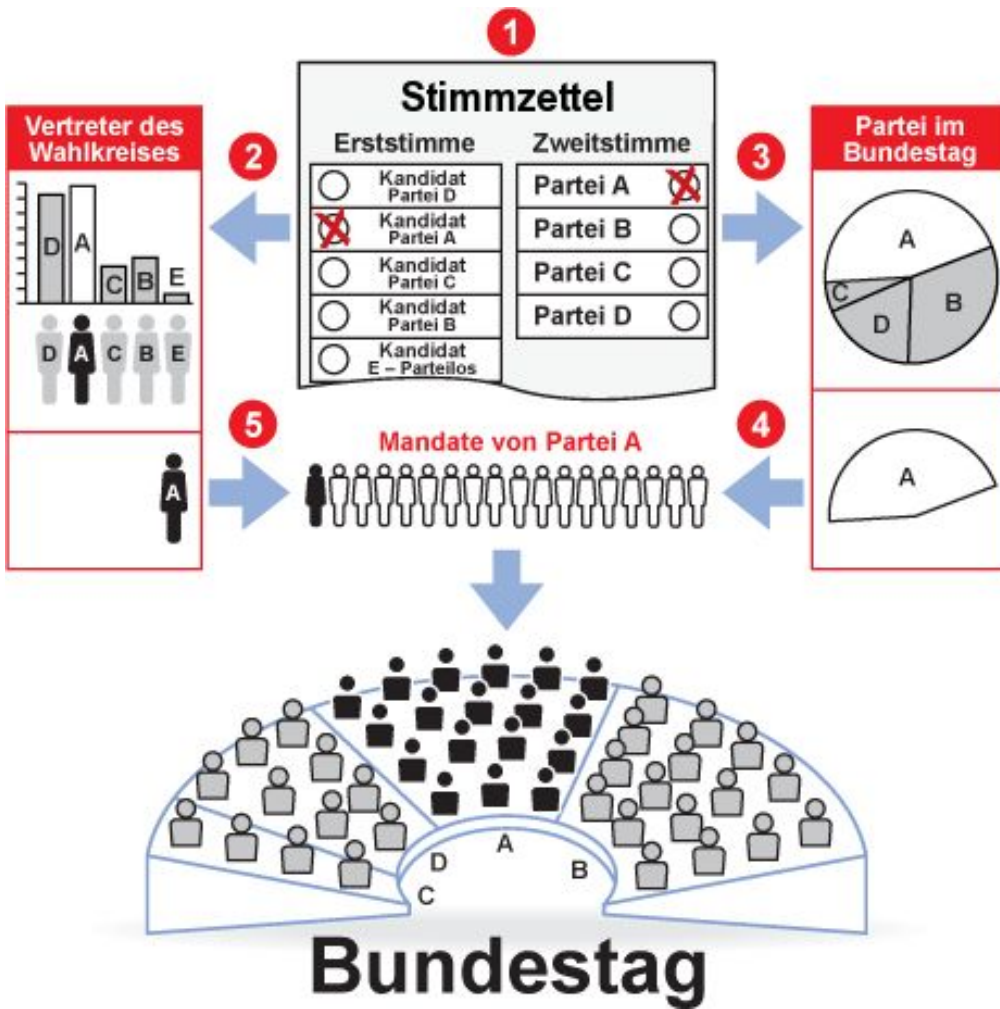 1
Stimmzettel
Erststimme
Zweitstimme
Kandidat
Partei D
Kandidat
Partei A
Kandidat
Partei C
Kandidat
Partei B
Kandidat
E – Parteilos
Partei A
Partei B
Partei C
Partei D
2
Vertreter des
Wahlkreises
D A C B E
D A C B E
3
Partei im
Bundestag
A
B
C
D
4
A
5
A
Mandate von Partei A
A
D
B
C
Bundestag